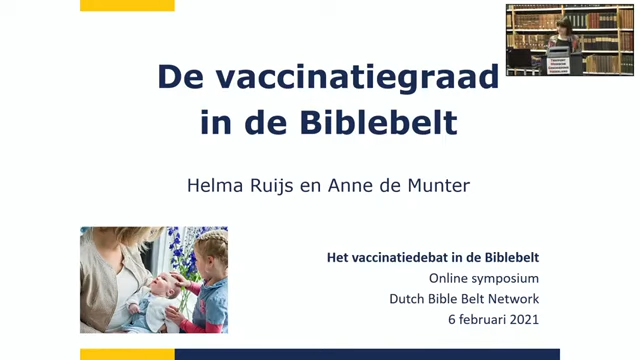 De vaccinatiegraad
in de Biblebelt
Helma Ruijs en Anne de Munter
Het vaccinatiedebat in de Biblebelt
Online symposium
Dutch Bible Belt Network
6 februari 2021